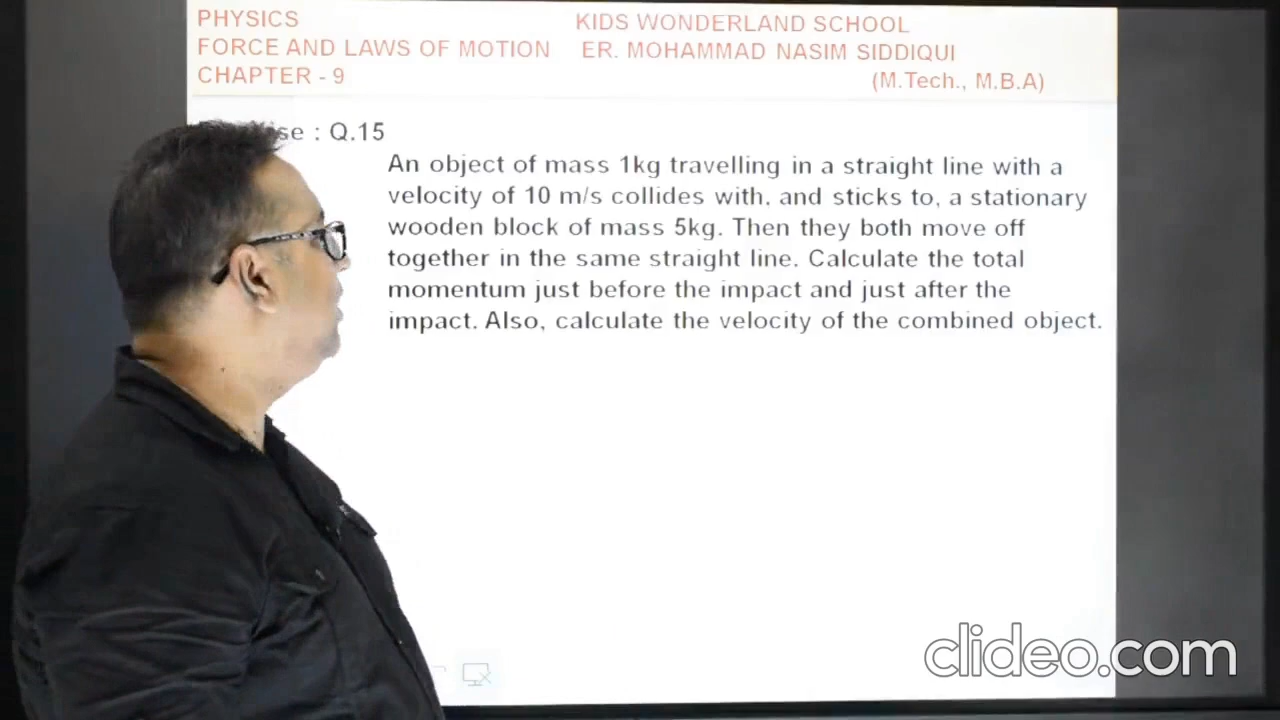 PHYSICS KIDS WONDERLAND SCHOOL
FORCE AND LAWS OF MOTION ER. MOHAMMAD NASIM SIDDIQUI
CHAPTER - 9 (M.Tech., M.B.A)
: Q.15
An object of mass 1kg travelling in a straight line with a
velocity of 10 m/s collides with, and sticks to, a stationary
wooden block of mass 5kg. Then they both move off
together in the same straight line. Calculate the total
momentum just before the impact and just after the
impact. Also, calculate the velocity of the combined object.
clideo.com